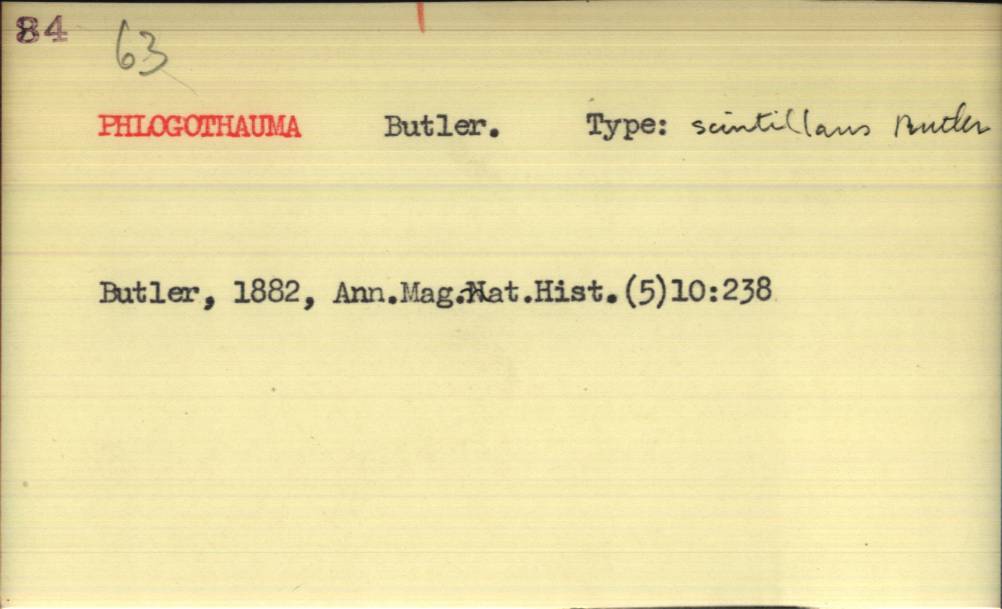 84
63
PHLOGOTHAUMA Butler. Type: scintillans Butler
Butler, 1882, Ann.Mag.Nat.Hist.(5)10:238